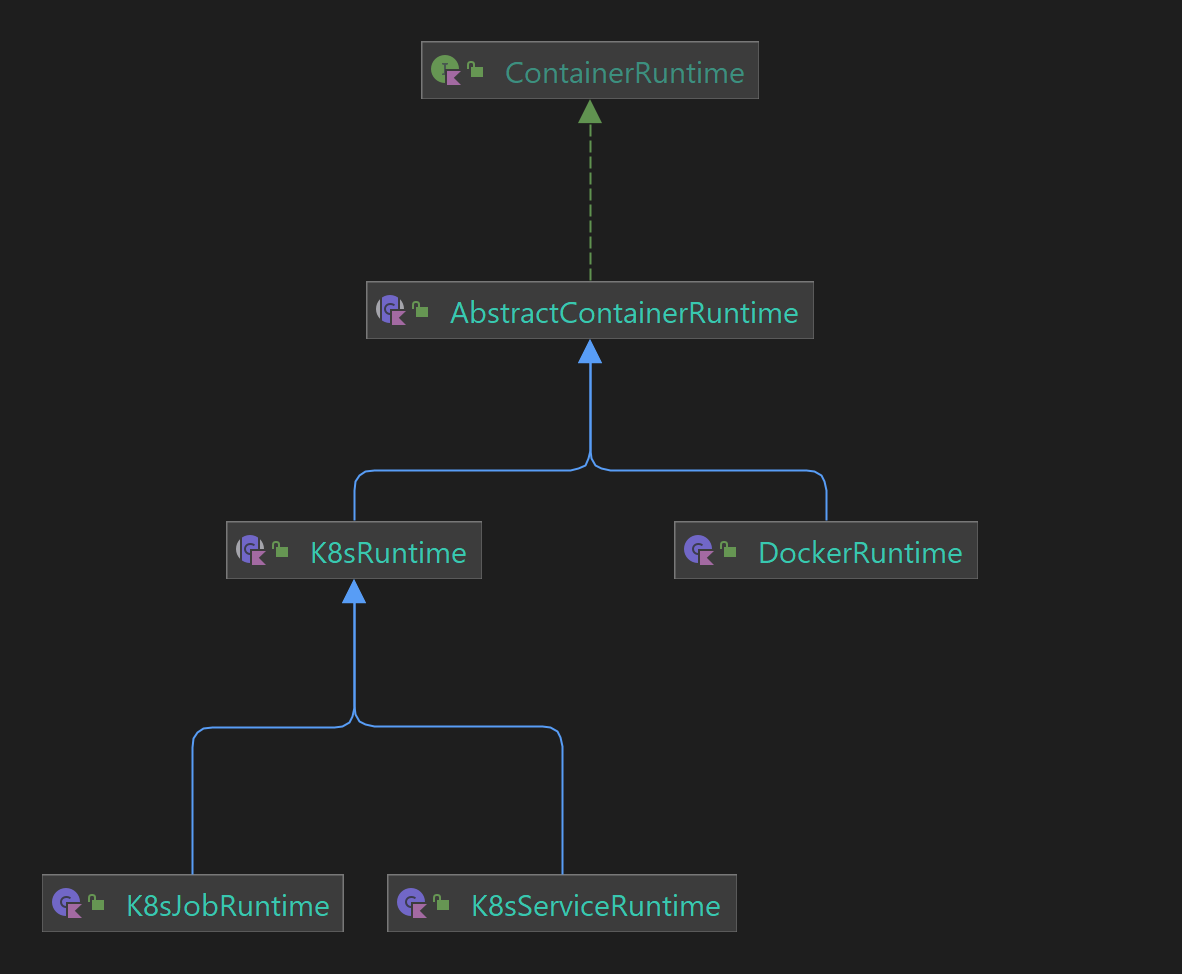 ContainerRuntime
AbstractContainerRuntime
K8sRuntime
DockerRuntime
K8sJobRuntime
K8sServiceRuntime